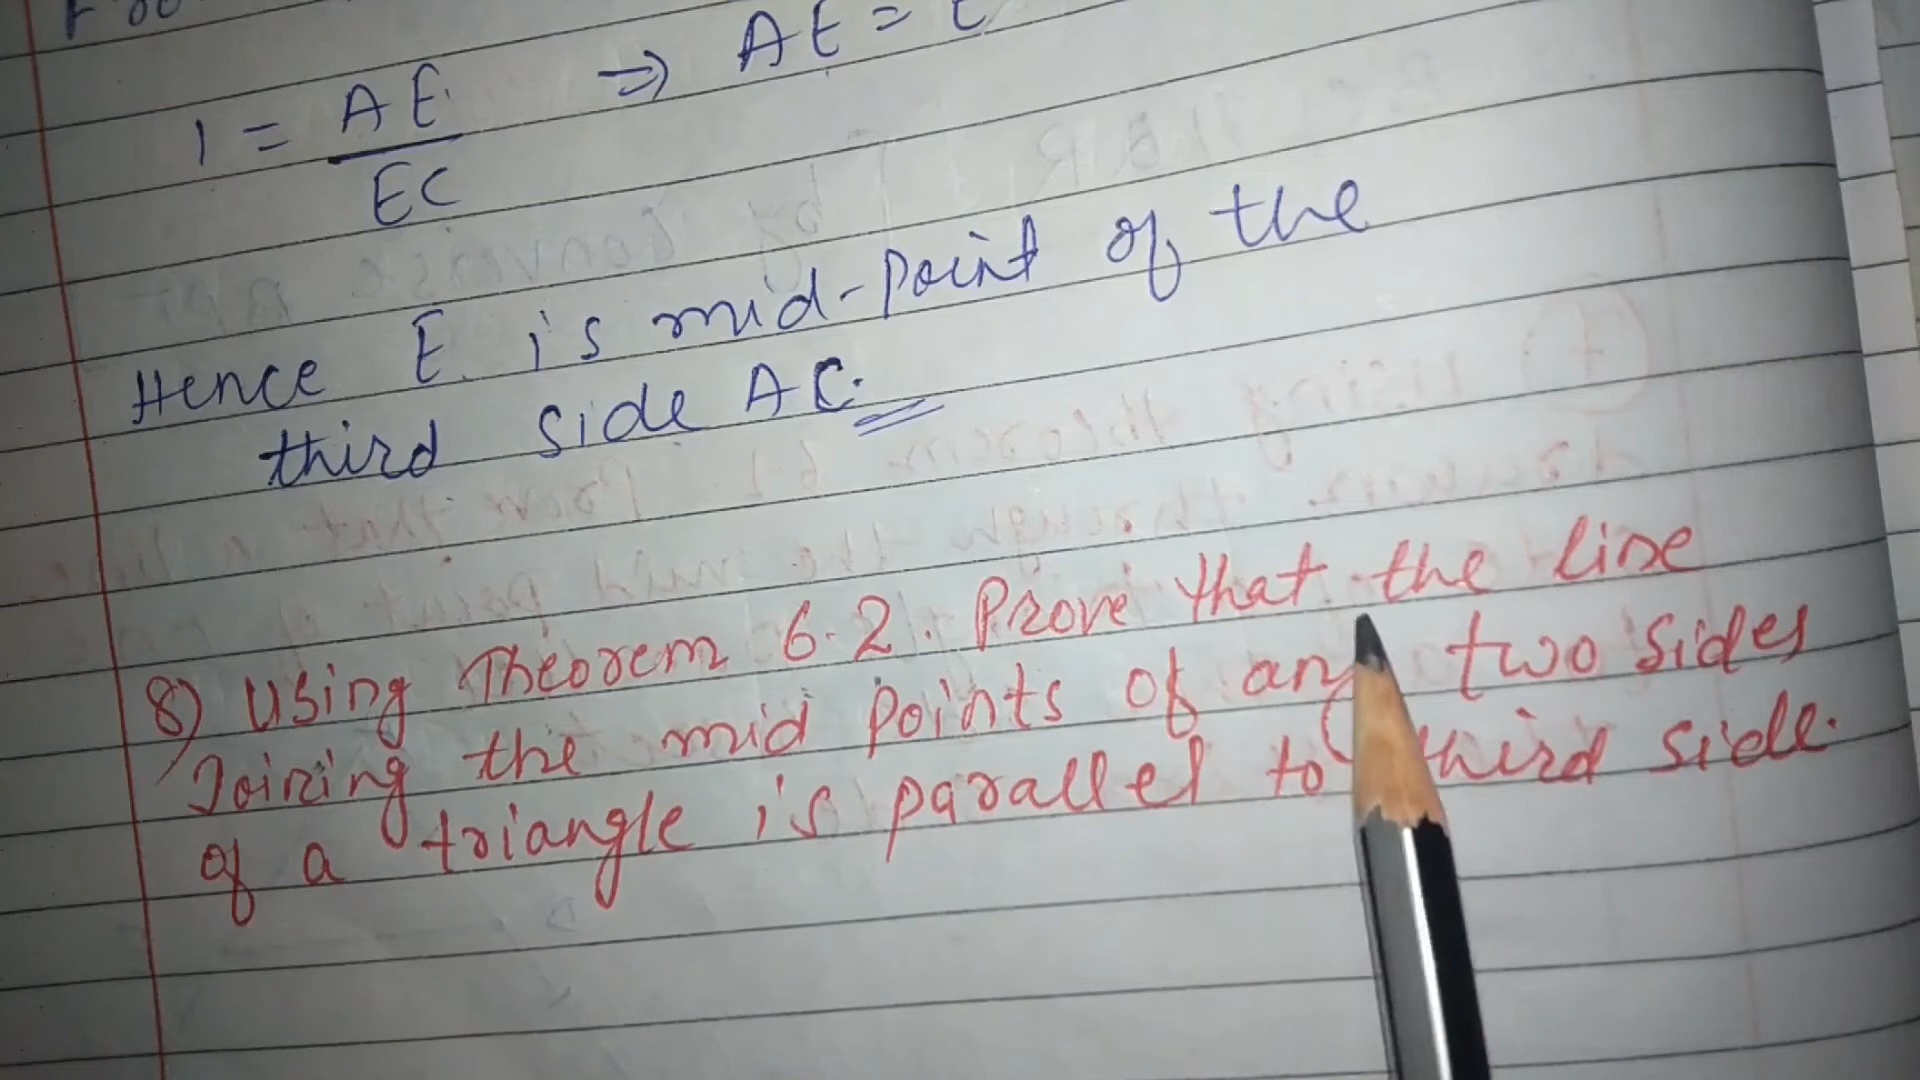 1 = AE / EC ⇒ AE =
Hence E is mid-point of the
third side AC.
8) Using Theorem 6.2. Prove that the line
Joining the mid points of any two sides
of a triangle is parallel to third side.